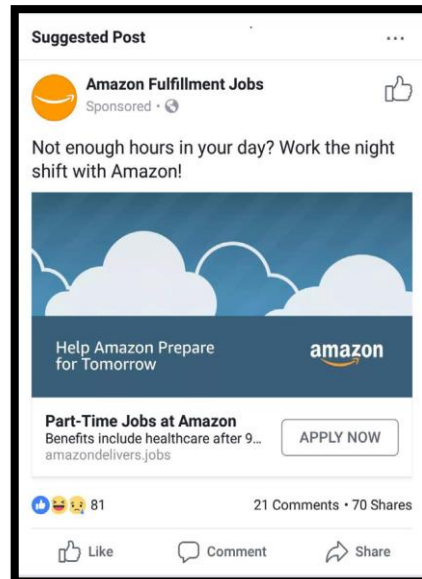 Suggested Post
Amazon Fulfillment Jobs
Sponsored
Not enough hours in your day? Work the night
shift with Amazon!
Help Amazon Prepare
for Tomorrow
amazon
Part-Time Jobs at Amazon
Benefits include healthcare after 9...
amazondelivers.jobs
APPLY NOW
81
21 Comments • 70 Shares
Like
Comment
Share